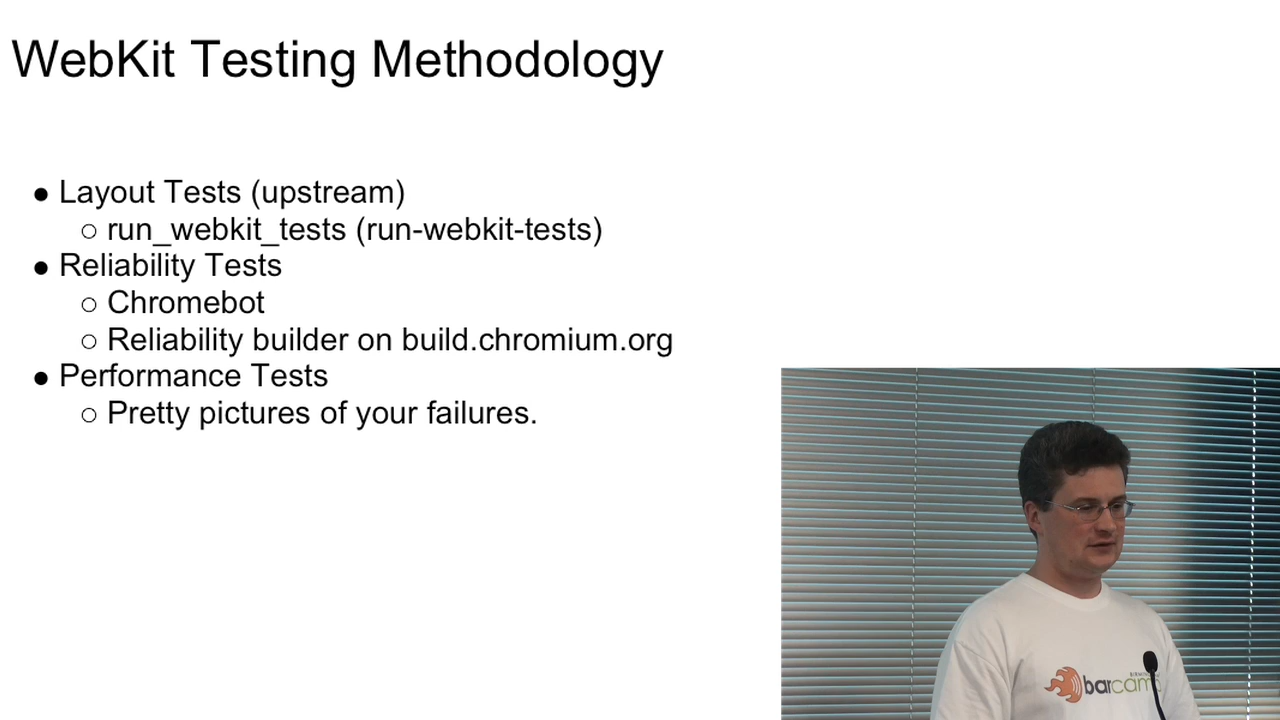 WebKit Testing Methodology
● Layout Tests (upstream)
○ run_webkit_tests (run-webkit-tests)
● Reliability Tests
○ Chromebot
○ Reliability builder on build.chromium.org
● Performance Tests
○ Pretty pictures of your failures.
barcamp